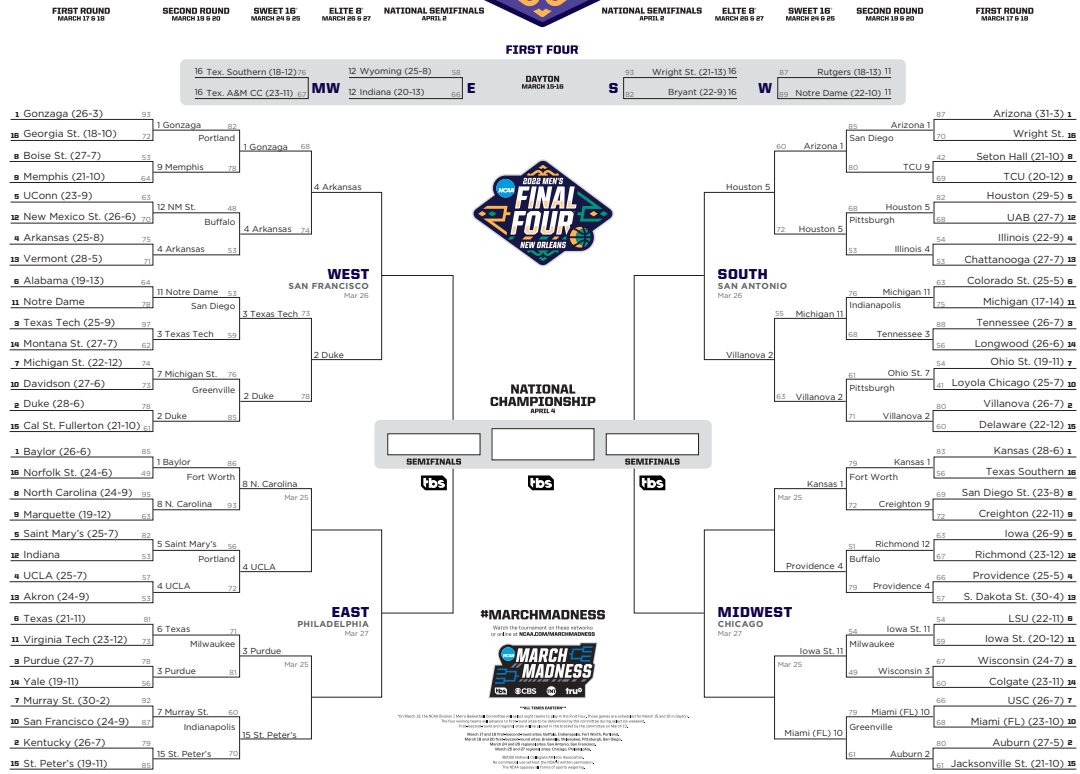 FIRST ROUND
MARCH 17 & 18
SECOND ROUND
MARCH 19 & 20
SWEET 16
MARCH 24 & 25
ELITE 8
MARCH 26 & 27
NATIONAL SEMIFINALS
APRIL 2
NATIONAL SEMIFINALS
APRIL 2
ELITE 8
MARCH 26 & 27
SWEET 16
MARCH 24 & 25
SECOND ROUND
MARCH 19 & 20
FIRST ROUND
MARCH 17 & 18
FIRST FOUR
16 Tex. Southern (18-12) 76
16 Tex. A&M CC (23-11) 67
MW
12 Wyoming (25-8) 58
12 Indiana (20-13) 66
E
DAYTON
MARCH 15-16
S
93 Wright St. (21-13) 16
82 Bryant (22-9) 16
W
87 Rutgers (18-13) 11
89 Notre Dame (22-10) 11
1 Gonzaga (26-3) 93
16 Georgia St. (18-10) 72
8 Boise St. (27-7) 53
9 Memphis (21-10) 64
5 UConn (23-9) 63
12 New Mexico St. (26-6) 70
4 Arkansas (25-8) 75
13 Vermont (28-5) 71
6 Alabama (19-13) 64
11 Notre Dame 78
3 Texas Tech (25-9) 97
14 Montana St. (27-7) 62
7 Michigan St. (22-12) 74
10 Davidson (27-6) 73
2 Duke (28-6) 78
15 Cal St. Fullerton (21-10) 61
1 Gonzaga 82
Portland
9 Memphis 78
12 NM St. 48
Buffalo
4 Arkansas 53
11 Notre Dame 53
San Diego
3 Texas Tech 59
7 Michigan St. 76
Greenville
2 Duke 85
1 Gonzaga 68
4 Arkansas 74
3 Texas Tech 73
2 Duke 78
4 Arkansas
WEST
SAN FRANCISCO
Mar 26
2 Duke
1 Baylor (26-6) 85
16 Norfolk St. (24-6) 49
8 North Carolina (24-9) 95
9 Marquette (19-12) 63
5 Saint Mary's (25-7) 82
12 Indiana 53
4 UCLA (25-7) 57
13 Akron (24-9) 53
6 Texas (21-11) 81
11 Virginia Tech (23-12) 73
3 Purdue (27-7) 78
14 Yale (19-11) 56
7 Murray St. (30-2) 92
10 San Francisco (24-9) 87
2 Kentucky (26-7) 79
15 St. Peter's (19-11) 85
1 Baylor 86
Fort Worth
8 N. Carolina 93
5 Saint Mary's 56
Portland
4 UCLA 72
6 Texas 71
Milwaukee
3 Purdue 81
7 Murray St. 60
Indianapolis
15 St. Peter's 70
8 N. Carolina
Mar 25
4 UCLA
3 Purdue
Mar 25
15 St. Peter's
EAST
PHILADELPHIA
Mar 27
NCAA
2022 MEN'S
FINAL
FOUR
NEW ORLEANS
NATIONAL
CHAMPIONSHIP
APRIL 4
SEMIFINALS
SEMIFINALS
tbs
tbs
tbs
#MARCHMADNESS
Watch the tournament on these networks
or online at NCAA.COM/MARCHMADNESS
NCAA
MARCH
MADNESS
tbs CBS TNT tru
***ALL TIMES EASTERN***
87 Arizona (31-3) 1
70 Wright St. 16
42 Seton Hall (21-10) 8
69 TCU (20-12) 9
82 Houston (29-5) 5
68 UAB (27-7) 12
54 Illinois (22-9) 4
53 Chattanooga (27-7) 13
63 Colorado St. (25-5) 6
75 Michigan (17-14) 11
88 Tennessee (26-7) 3
56 Longwood (26-6) 14
54 Ohio St. (19-11) 7
41 Loyola Chicago (25-7) 10
80 Villanova (26-7) 2
60 Delaware (22-12) 15
85 Arizona 1
San Diego
80 TCU 9
68 Houston 5
Pittsburgh
53 Illinois 4
76 Michigan 11
Indianapolis
68 Tennessee 3
61 Ohio St. 7
Pittsburgh
71 Villanova 2
60 Arizona 1
72 Houston 5
55 Michigan 11
63 Villanova 2
Houston 5
SOUTH
SAN ANTONIO
Mar 26
Villanova 2
83 Kansas (28-6) 1
56 Texas Southern 16
69 San Diego St. (23-8) 8
72 Creighton (22-11) 9
63 Iowa (26-9) 5
67 Richmond (23-12) 12
66 Providence (25-5) 4
57 S. Dakota St. (30-4) 13
54 LSU (22-11) 6
59 Iowa St. (20-12) 11
67 Wisconsin (24-7) 3
60 Colgate (23-11) 14
66 USC (26-7) 7
68 Miami (FL) (23-10) 10
80 Auburn (27-5) 2
61 Jacksonville St. (21-10) 15
79 Kansas 1
Fort Worth
72 Creighton 9
51 Richmond 12
Buffalo
79 Providence 4
54 Iowa St. 11
Milwaukee
49 Wisconsin 3
79 Miami (FL) 10
Greenville
61 Auburn 2
Kansas 1
Mar 25
Providence 4
Iowa St. 11
Mar 25
Miami (FL) 10
MIDWEST
CHICAGO
Mar 27